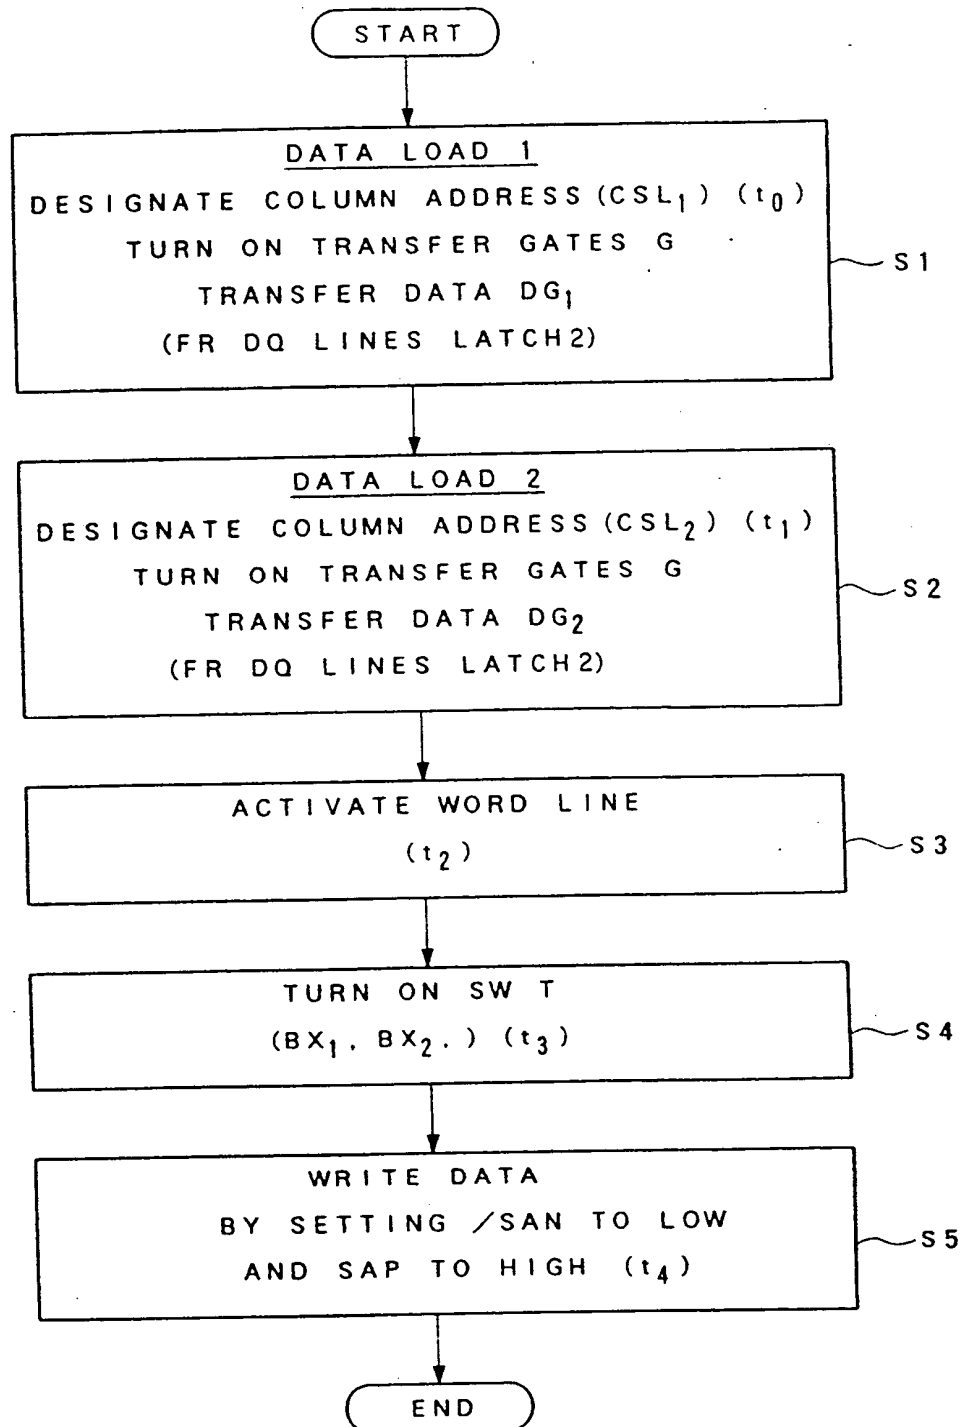 START
DATA LOAD 1
DESIGNATE COLUMN ADDRESS (CSL₁) (t₀)
TURN ON TRANSFER GATES G
TRANSFER DATA DG₁
(FR DQ LINES LATCH2)
S1
DATA LOAD 2
DESIGNATE COLUMN ADDRESS (CSL₂) (t₁)
TURN ON TRANSFER GATES G
TRANSFER DATA DG₂
(FR DQ LINES LATCH2)
S2
ACTIVATE WORD LINE
(t₂)
S3
TURN ON SW T
(BX₁, BX₂, ) (t₃)
S4
WRITE DATA
BY SETTING /SAN TO LOW
AND SAP TO HIGH (t₄)
S5
END